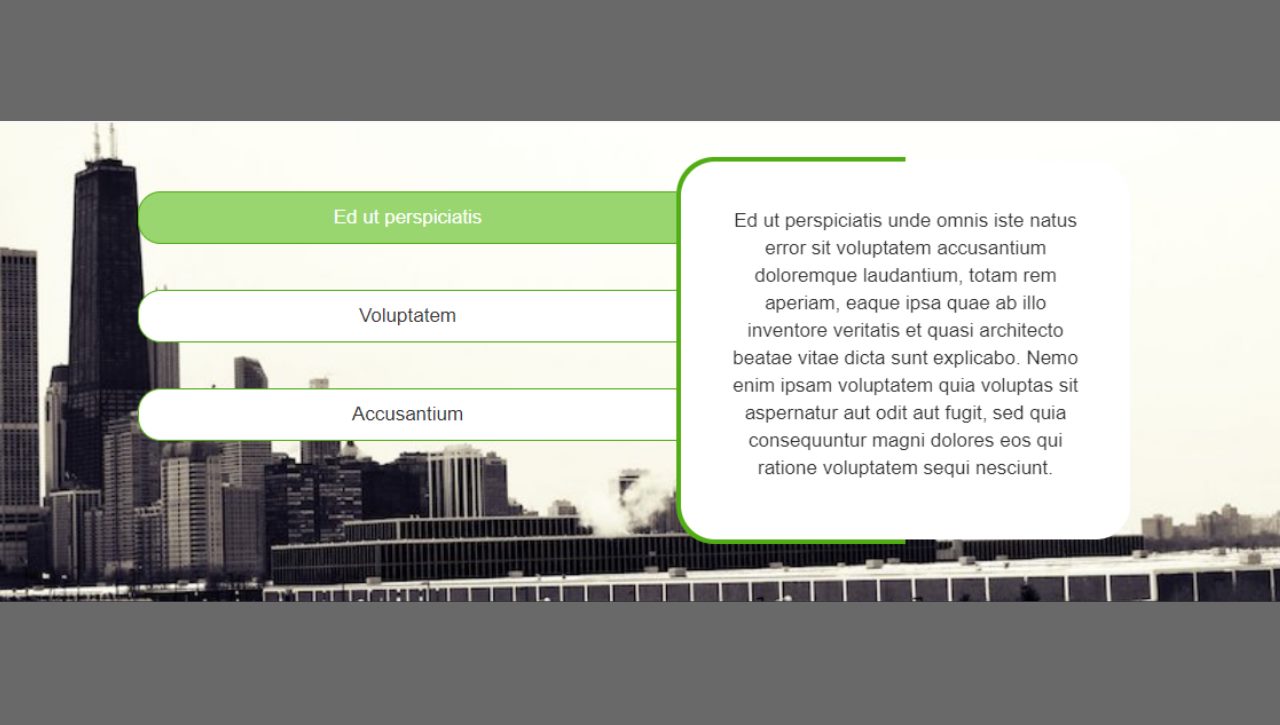 Ed ut perspiciatis
Voluptatem
Accusantium
Ed ut perspiciatis unde omnis iste natus
error sit voluptatem accusantium
doloremque laudantium, totam rem
aperiam, eaque ipsa quae ab illo
inventore veritatis et quasi architecto
beatae vitae dicta sunt explicabo. Nemo
enim ipsam voluptatem quia voluptas sit
aspernatur aut odit aut fugit, sed quia
consequuntur magni dolores eos qui
ratione voluptatem sequi nesciunt.